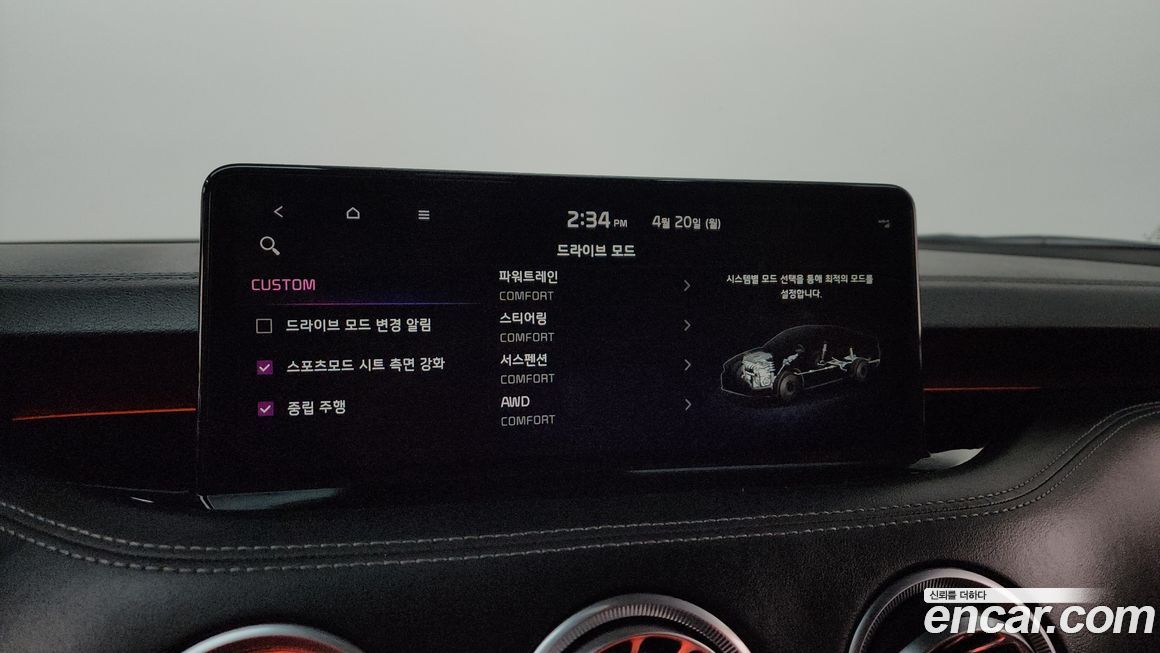 2:34 PM 4월 20일 (월)
드라이브 모드
CUSTOM
드라이브 모드 변경 알림
스포츠모드 시트 측면 강화
중립 주행
파워트레인
COMFORT
스티어링
COMFORT
서스펜션
COMFORT
AWD
COMFORT
시스템별 모드 선택을 통해 최적의 모드를
설정합니다.
신뢰를 더하다
encar.com